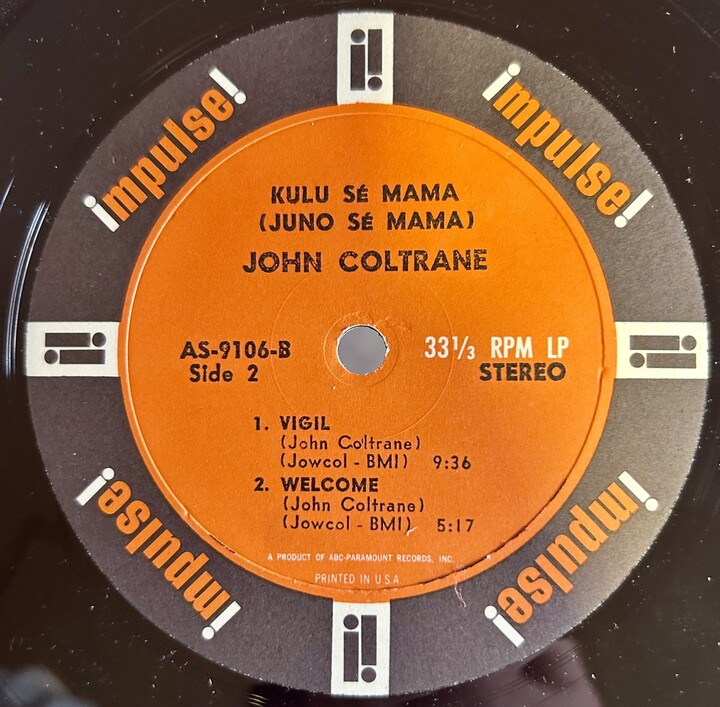 impulse!
impulse!
KULU SÉ MAMA
(JUNO SÉ MAMA)
JOHN COLTRANE
AS-9106-B
Side 2
33 1/3 RPM LP
STEREO
1. VIGIL
(John Coltrane)
(Jowcol - BMI) 9:36
2. WELCOME
(John Coltrane)
(Jowcol - BMI) 5:17
A PRODUCT OF ABC-PARAMOUNT RECORDS, INC.
PRINTED IN U S A
impulse!
impulse!